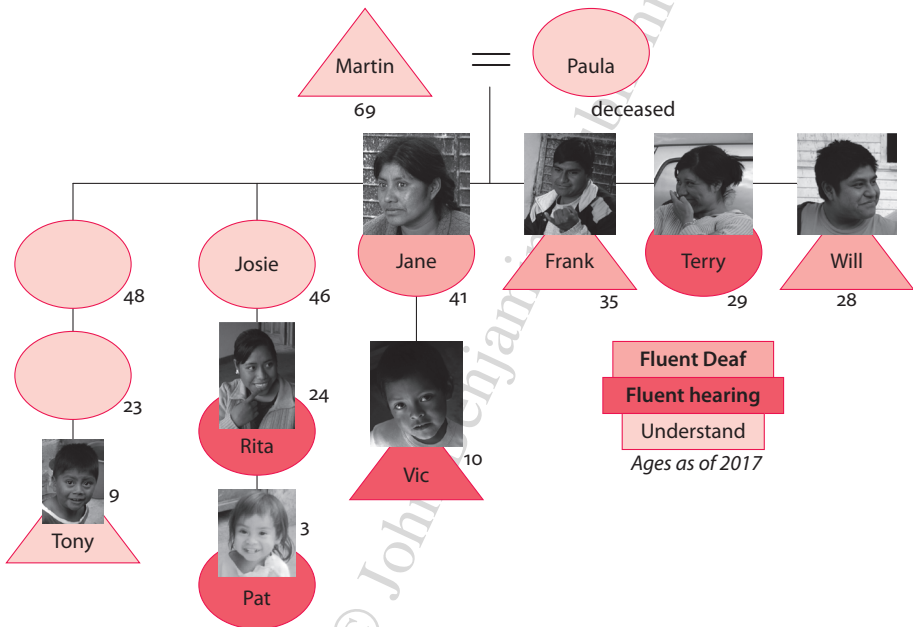 Martin
Paula
69
deceased
Josie
Jane
Frank
Terry
Will
48
46
41
35
29
28
23
24
Rita
10
Vic
9
Tony
3
Pat
Fluent Deaf
Fluent hearing
Understand
Ages as of 2017